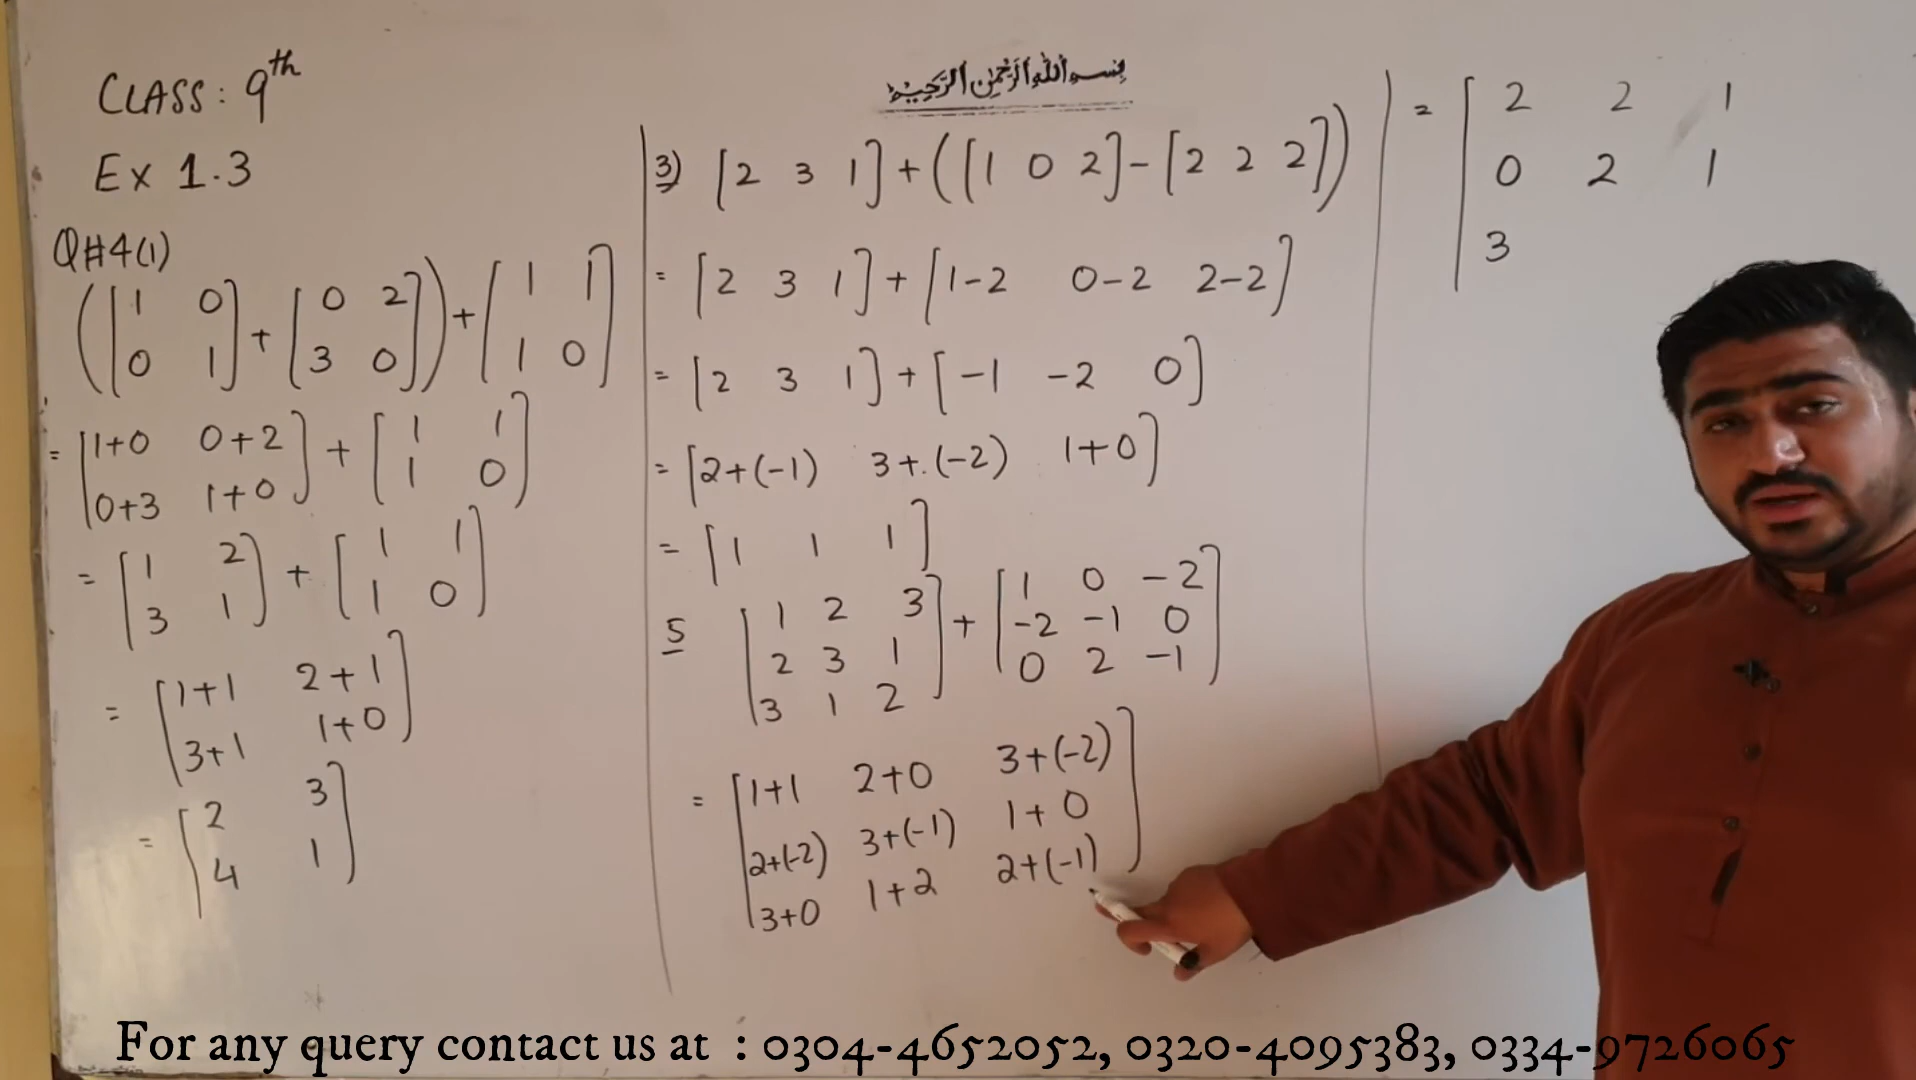 CLASS: 9th
Ex 1.3
Q#4(1)
([1 0
0 1] + [0 2
3 0]) + [1 1
1 0]
= [1+0 0+2
0+3 1+0] + [1 1
1 0]
= [1 2
3 1] + [1 1
1 0]
= [1+1 2+1
3+1 1+0]
= [2 3
4 1]
بسم الله الرحمن الرحيم
3) [2 3 1] + ([1 0 2] - [2 2 2])
= [2 3 1] + [1-2 0-2 2-2]
= [2 3 1] + [-1 -2 0]
= [2+(-1) 3+(-2) 1+0]
= [1 1 1]
5 [1 2 3
2 3 1
3 1 2] + [1 0 -2
-2 -1 0
0 2 -1]
= [1+1 2+0 3+(-2)
2+(-2) 3+(-1) 1+0
3+0 1+2 2+(-1)]
= [2 2 1
0 2 1
3
For any query contact us at : 0304-4652052, 0320-4095383, 0334-9726065